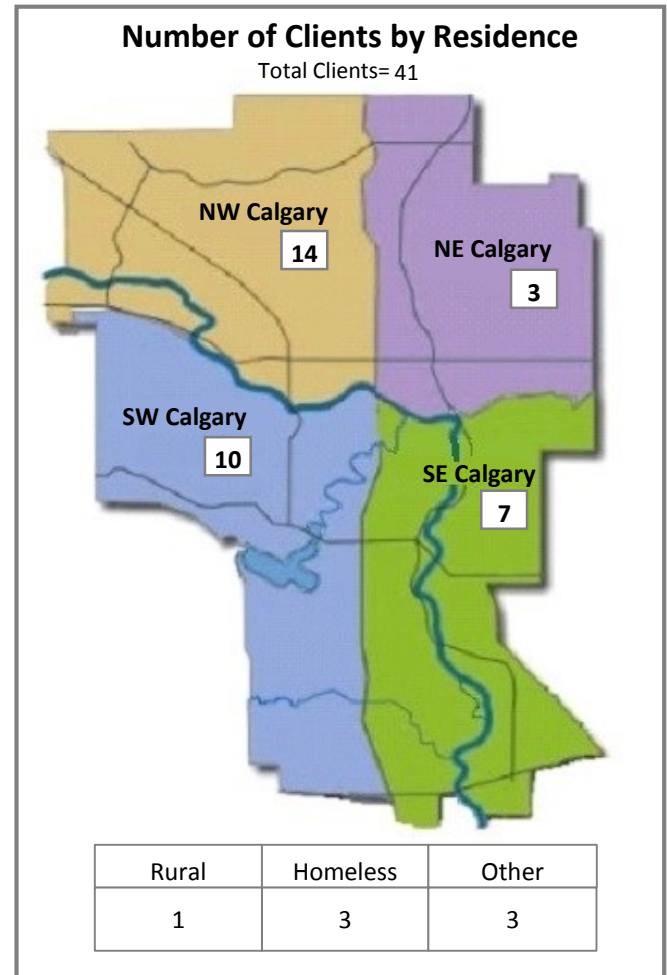 Number of Clients by Residence
Total Clients= 41
NW Calgary
14
NE Calgary
3
SW Calgary
10
SE Calgary
7
Rural Homeless Other
1 3 3